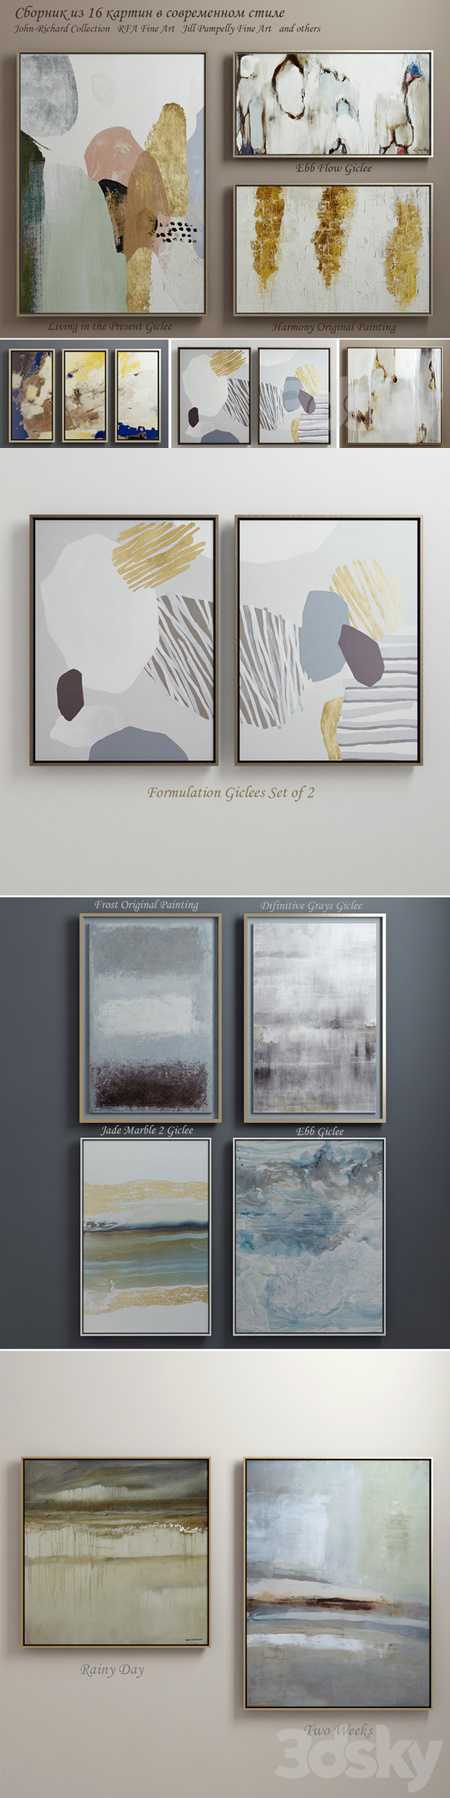 Сборник из 16 картин в современном стиле
John-Richard Collection RFA Fine Art Jill Pumpelly Fine Art and others
Ebb Flow Giclee
Living in the Present Giclee
Harmony Original Painting
3dsky
Formulation Giclees Set of 2
Frost Original Painting
Difinitive Grays Giclee
Jade Marble 2 Giclee
Ebb Giclee
Rainy Day
Two Weeks
3dsky